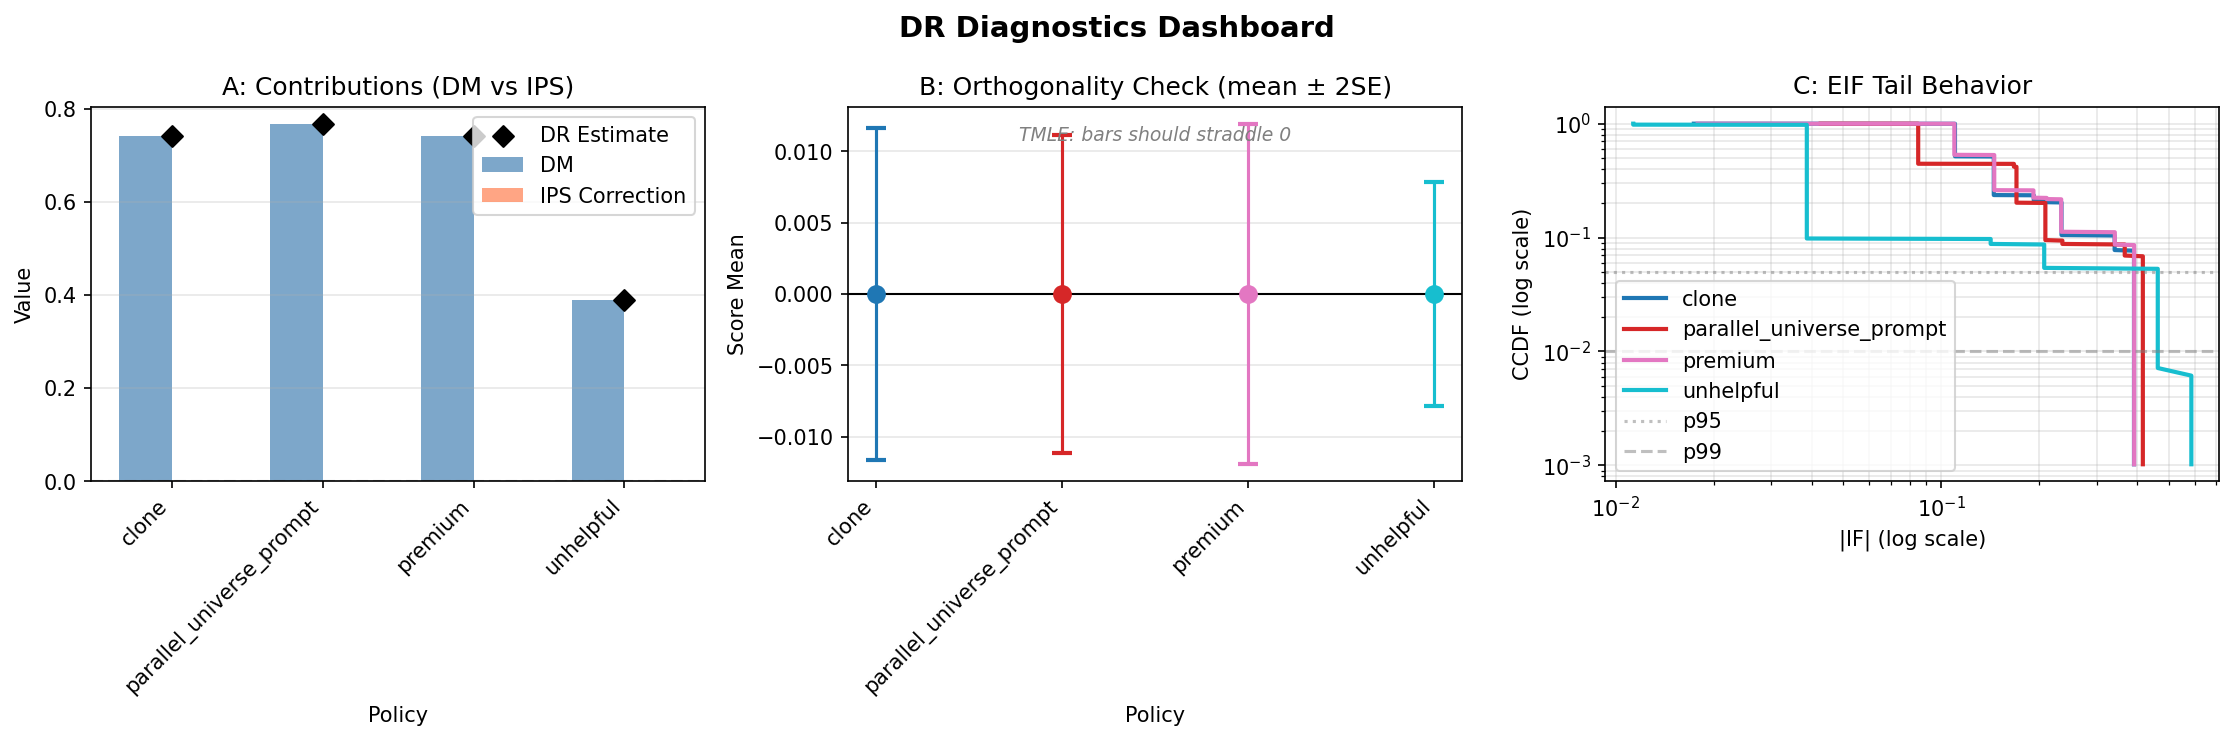 DR Diagnostics Dashboard
A: Contributions (DM vs IPS)
Value
0.8
0.6
0.4
0.2
0.0
DR Estimate
DM
IPS Correction
clone
parallel_universe_prompt
premium
unhelpful
Policy
B: Orthogonality Check (mean ± 2SE)
TMLE: bars should straddle 0
Score Mean
0.010
0.005
0.000
−0.005
−0.010
clone
parallel_universe_prompt
premium
unhelpful
Policy
C: EIF Tail Behavior
CCDF (log scale)
10⁰
10⁻¹
10⁻²
10⁻³
clone
parallel_universe_prompt
premium
unhelpful
p95
p99
10⁻²
10⁻¹
|IF| (log scale)